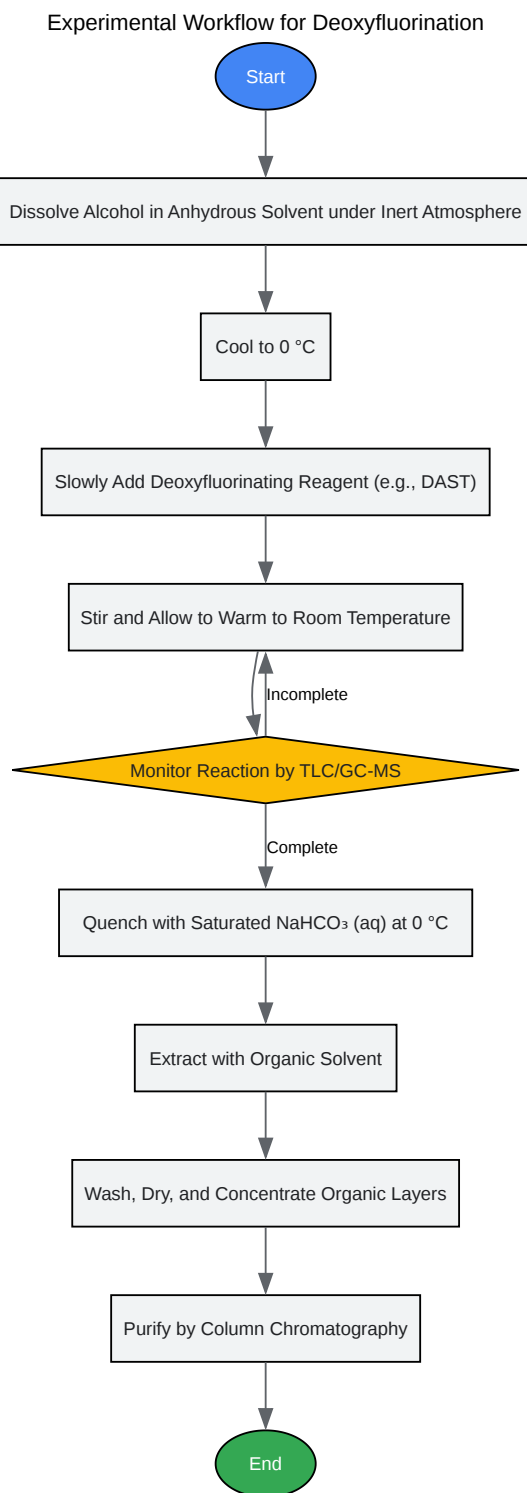 Experimental Workflow for Deoxyfluorination
Start
Dissolve Alcohol in Anhydrous Solvent under Inert Atmosphere
Cool to 0 °C
Slowly Add Deoxyfluorinating Reagent (e.g., DAST)
Stir and Allow to Warm to Room Temperature
Incomplete
Monitor Reaction by TLC/GC-MS
Complete
Quench with Saturated NaHCO₃ (aq) at 0 °C
Extract with Organic Solvent
Wash, Dry, and Concentrate Organic Layers
Purify by Column Chromatography
End